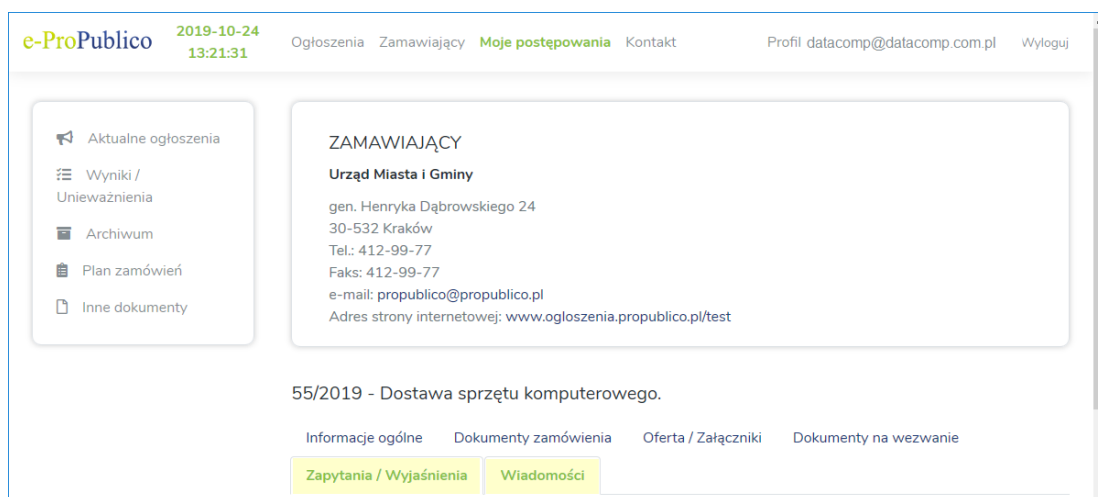 e-ProPublico
2019-10-24
13:21:31
Ogłoszenia Zamawiający Moje postępowania Kontakt
Profil datacomp@datacomp.com.pl Wyloguj
Aktualne ogłoszenia
Wyniki /
Unieważnienia
Archiwum
Plan zamówień
Inne dokumenty
ZAMAWIAJĄCY
Urząd Miasta i Gminy
gen. Henryka Dąbrowskiego 24
30-532 Kraków
Tel.: 412-99-77
Faks: 412-99-77
e-mail: propublico@propublico.pl
Adres strony internetowej: www.ogloszenia.propublico.pl/test
55/2019 - Dostawa sprzętu komputerowego.
Informacje ogólne Dokumenty zamówienia Oferta / Załączniki Dokumenty na wezwanie
Zapytania / Wyjaśnienia Wiadomości